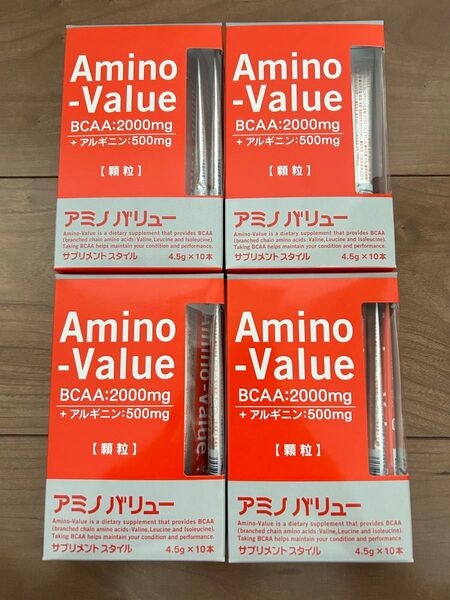 Amino
-Value
BCAA:2000mg
+ アルギニン:500mg
【顆粒】
アミノバリュー
Amino-Value is a dietary supplement that provides BCAA
(branched chain amino acids:Valine,Leucine and Isoleucine).
Taking BCAA helps maintain your condition and performance.
サプリメント スタイル 4.5g×10本
Amino
-Value
BCAA:2000mg
+ アルギニン:500mg
【顆粒】
アミノバリュー
Amino-Value is a dietary supplement that provides BCAA
(branched chain amino acids:Valine,Leucine and Isoleucine).
Taking BCAA helps maintain your condition and performance.
サプリメント スタイル 4.5g×10本
Amino
-Value
BCAA:2000mg
+ アルギニン:500mg
【顆粒】
Amino-Value
アミノバリュー
Amino-Value is a dietary supplement that provides BCAA
(branched chain amino acids:Valine,Leucine and Isoleucine).
Taking BCAA helps maintain your condition and performance.
サプリメント スタイル 4.5g×10本
Amino
-Value
BCAA:2000mg
+ アルギニン:500mg
【顆粒】
アミノバリュー
Amino-Value is a dietary supplement that provides BCAA
(branched chain amino acids:Valine,Leucine and Isoleucine).
Taking BCAA helps maintain your condition and performance.
サプリメント スタイル 4.5g×10本